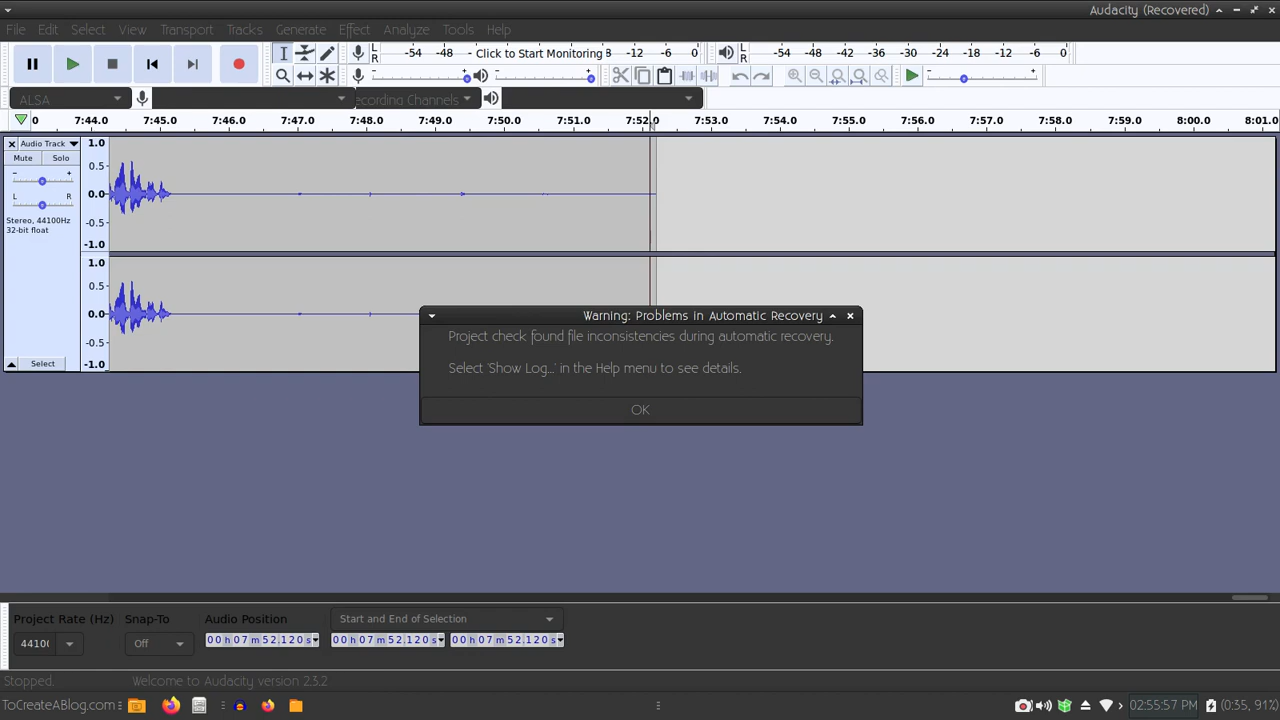 Audacity (Recovered)
File Edit Select View Transport Tracks Generate Effect Analyze Tools Help
L R -54 -48 Click to Start Monitoring 8 -12 -6 0 L R -54 -48 -42 -36 -30 -24 -18 -12 -6 0
ALSA ecording Channels
0 7:44.0 7:45.0 7:46.0 7:47.0 7:48.0 7:49.0 7:50.0 7:51.0 7:52.0 7:53.0 7:54.0 7:55.0 7:56.0 7:57.0 7:58.0 7:59.0 8:00.0 8:01.0
Audio Track 1.0
Mute Solo
- + 0.5
L R 0.0
Stereo, 44100Hz -0.5
32-bit float
-1.0
1.0
0.5
0.0
-0.5
Select -1.0
Warning: Problems in Automatic Recovery
Project check found file inconsistencies during automatic recovery.
Select 'Show Log...' in the Help menu to see details.
OK
Project Rate (Hz) Snap-To Audio Position Start and End of Selection
4410( Off 00 h 07 m 52.120 s 00 h 07 m 52.120 s 00 h 07 m 52.120 s
Stopped. Welcome to Audacity version 2.3.2
ToCreateABlog.com 02:55:57 PM (0:35, 91%)